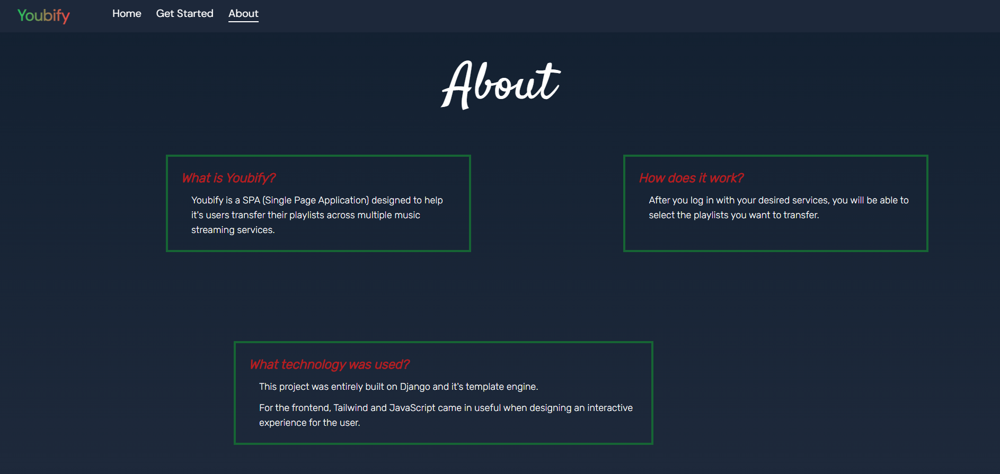 Youbify
Home
Get Started
About
About
What is Youbify?
Youbify is a SPA (Single Page Application) designed to help
it's users transfer their playlists across multiple music
streaming services.
How does it work?
After you log in with your desired services, you will be able to
select the playlists you want to transfer.
What technology was used?
This project was entirely built on Django and it's template engine.
For the frontend, Tailwind and JavaScript came in useful when designing an interactive
experience for the user.